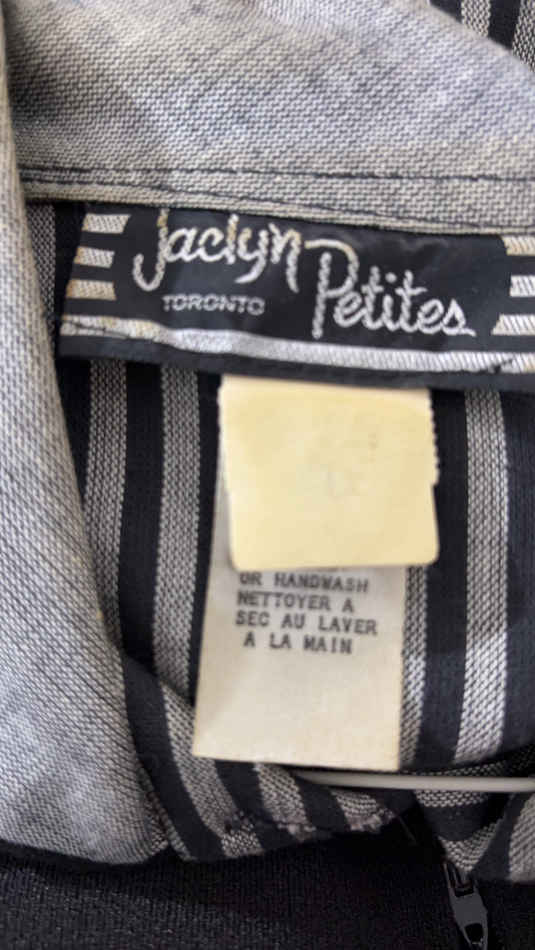 Jaclyn
Petites
TORONTO
OR HANDWASH
NETTOYER A
SEC AU LAVER
A LA MAIN